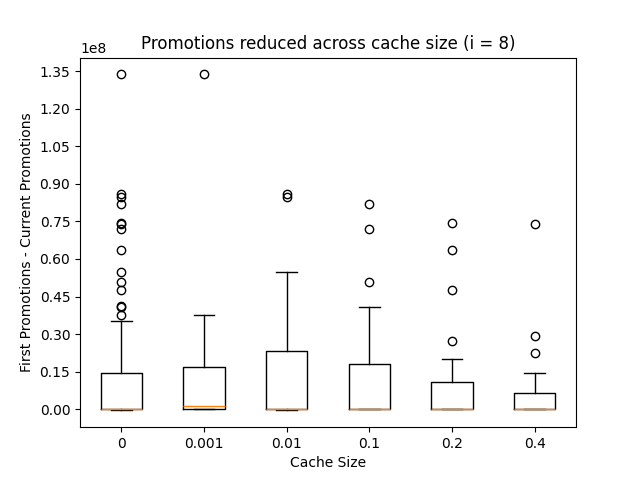 Promotions reduced across cache size (i = 8)
1e8
1.35
1.20
1.05
0.90
0.75
0.60
0.45
0.30
0.15
0.00
First Promotions - Current Promotions
0 0.001 0.01 0.1 0.2 0.4
Cache Size